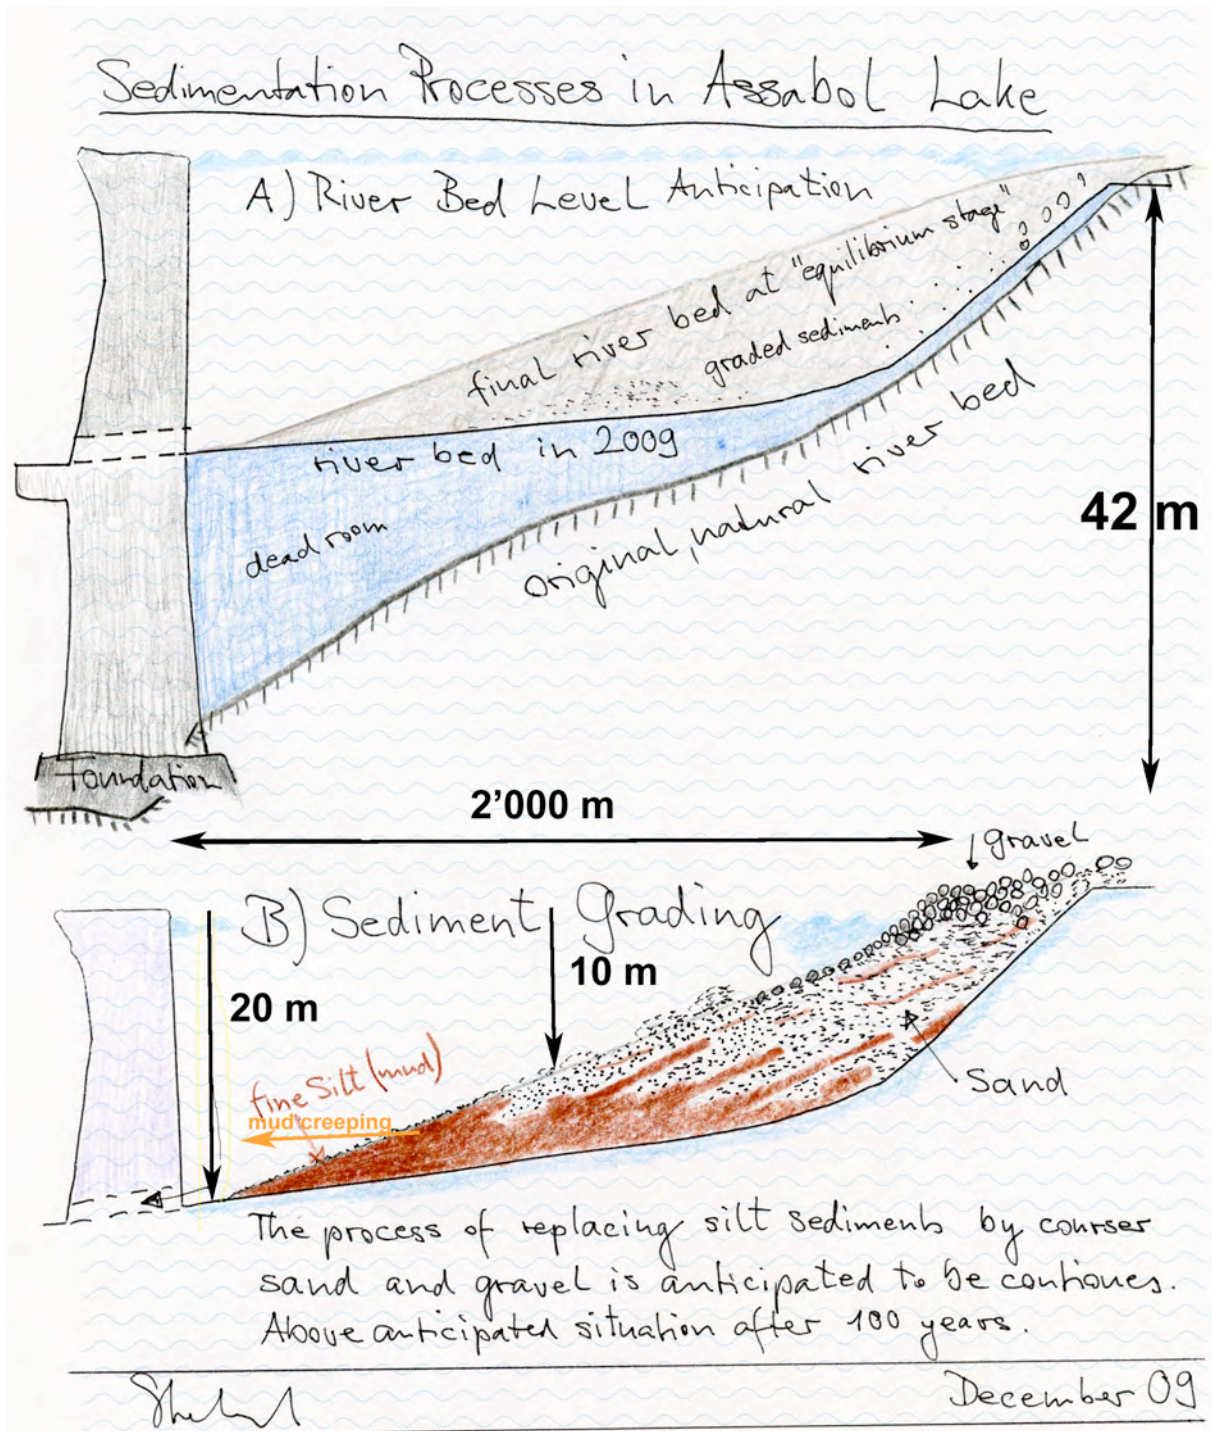 Sedimentation Processes in Assabol Lake
A) River Bed Level Anticipation
final river bed at "equilibrium stage"
graded sediments
river bed in 2009
dead room
original, natural river bed
42 m
Foundation
2'000 m
gravel
B) Sediment Grading
10 m
20 m
fine Silt (mud)
mud creeping
Sand
The process of replacing silt sediments by courser
sand and gravel is anticipated to be contioues.
Above anticipated situation after 100 years.
December 09